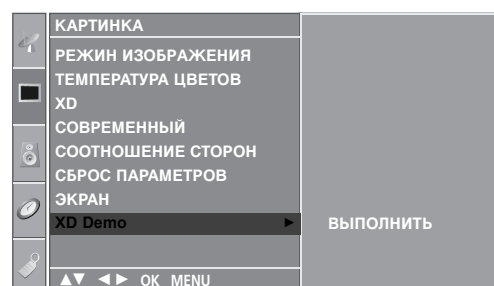 КАРТИНКА
РЕЖИН ИЗОБРАЖЕНИЯ
ТЕМПЕРАТУРА ЦВЕТОВ
XD
СОВРЕМЕННЫЙ
СООТНОШЕНИЕ СТОРОН
СБРОС ПАРАМЕТРОВ
ЭКРАН
XD Demo ► ВЫПОЛНИТЬ
▲▼ ◄► OK MENU